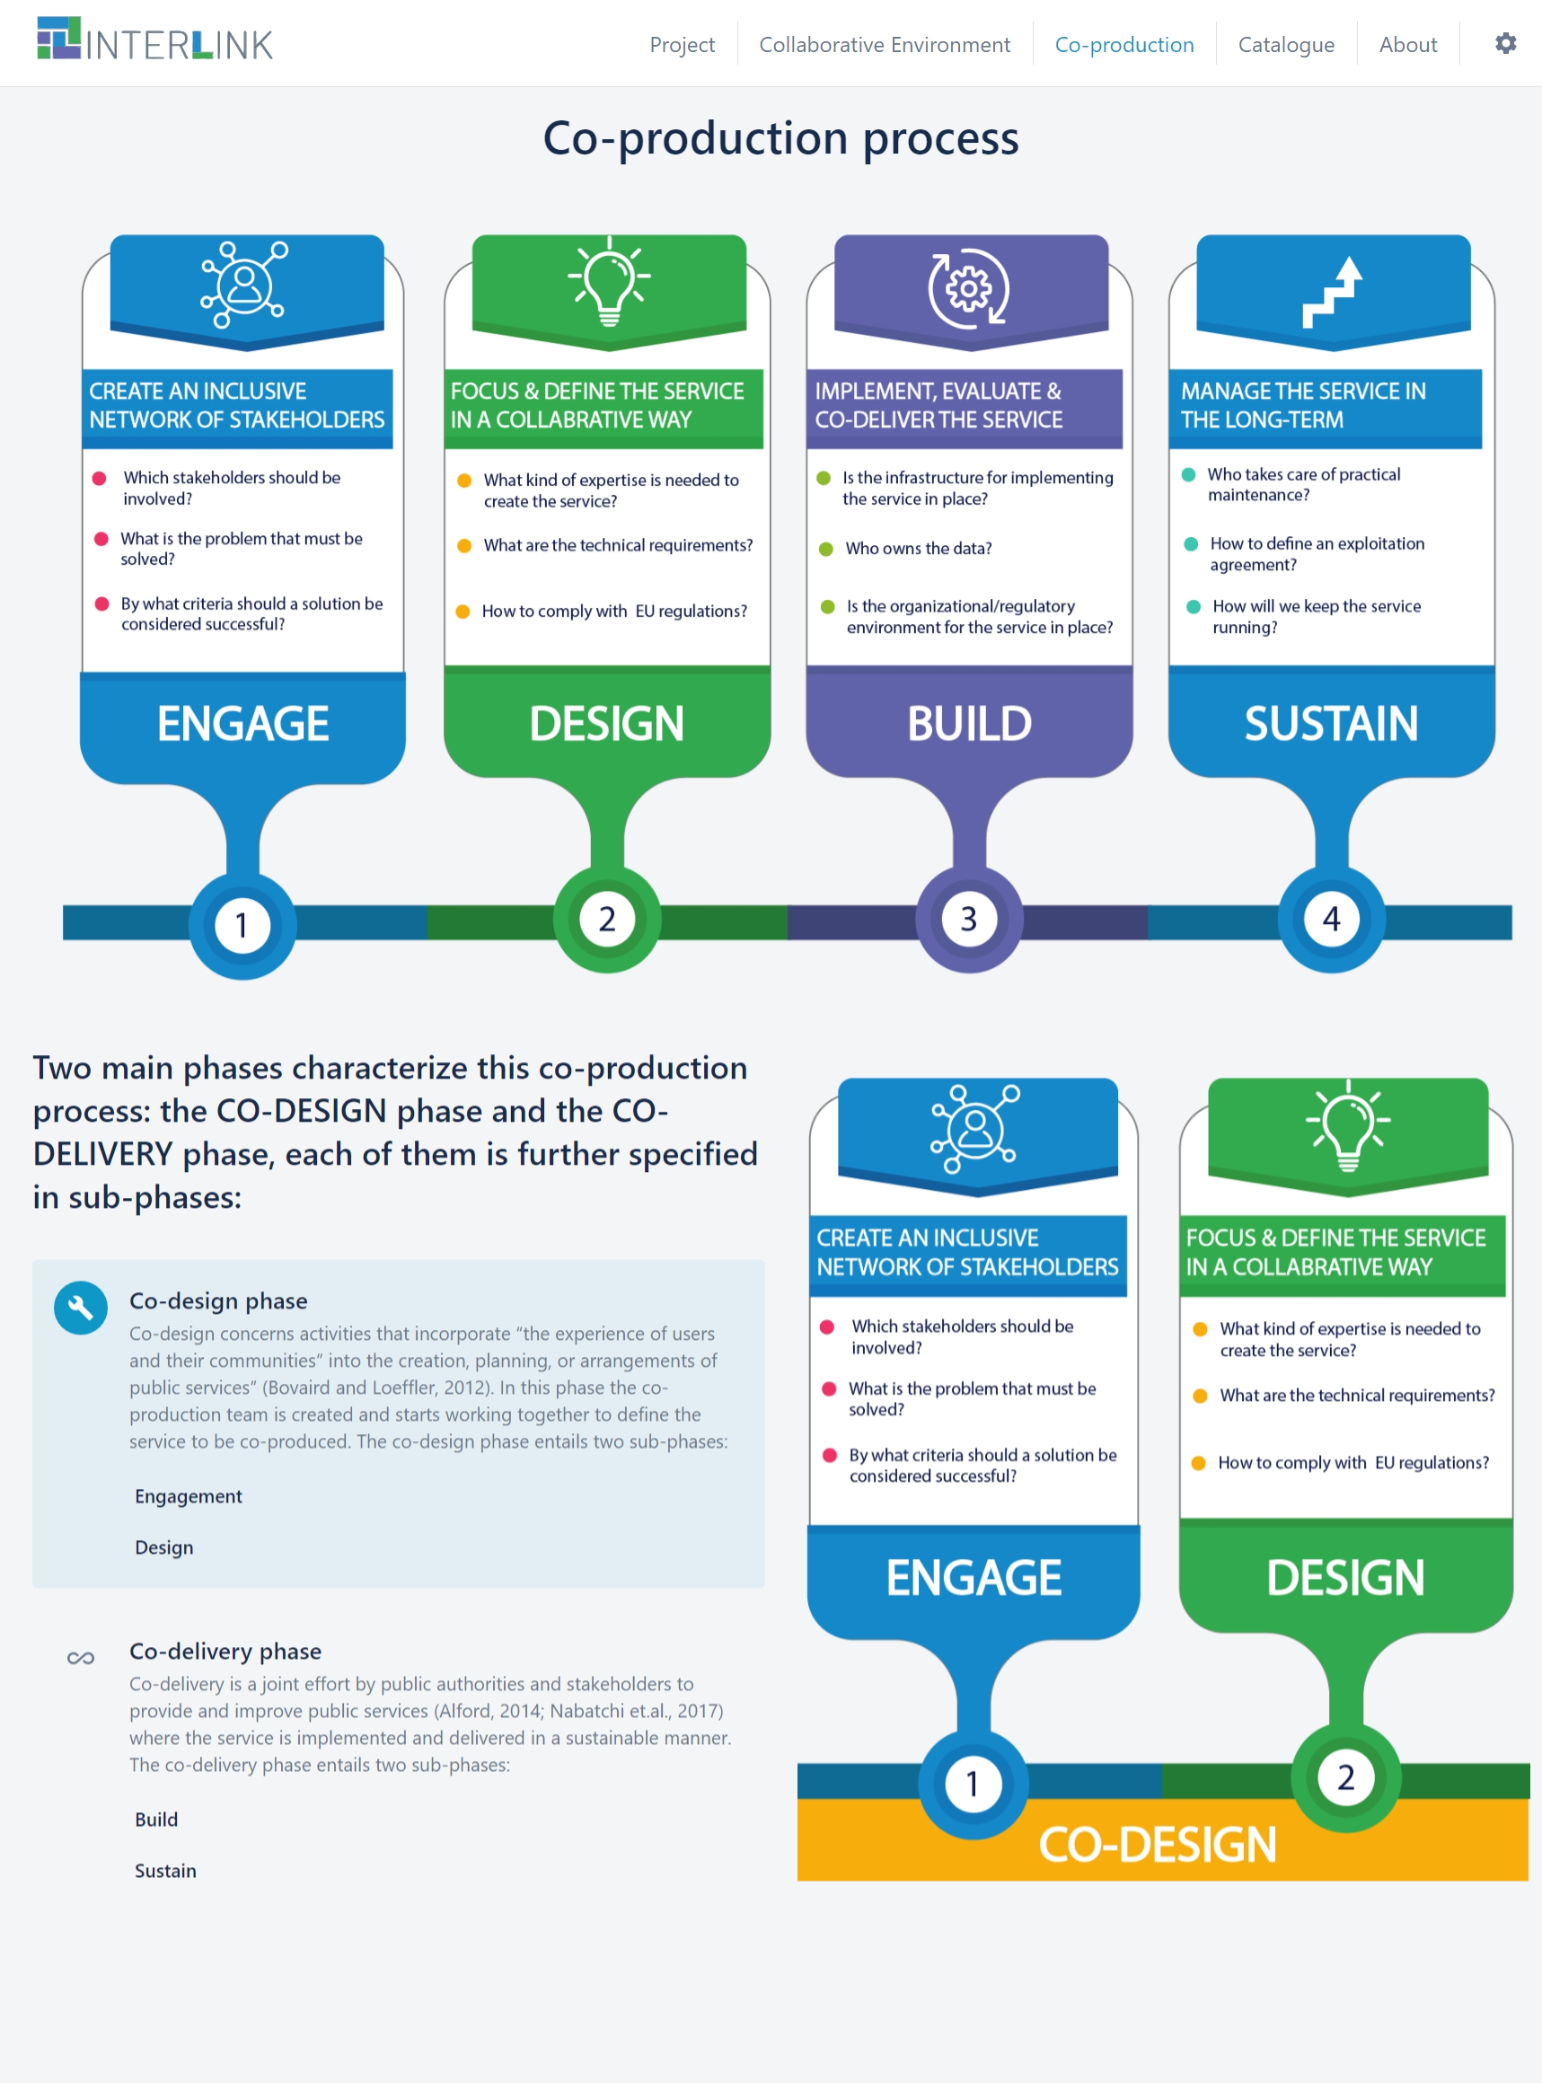 INTERLINK
Project
Collaborative Environment
Co-production
Catalogue
About
Co-production process
CREATE AN INCLUSIVE
NETWORK OF STAKEHOLDERS
Which stakeholders should be
involved?
What is the problem that must be
solved?
By what criteria should a solution be
considered successful?
ENGAGE
1
FOCUS & DEFINE THE SERVICE
IN A COLLABRATIVE WAY
What kind of expertise is needed to
create the service?
What are the technical requirements?
How to comply with EU regulations?
DESIGN
2
IMPLEMENT, EVALUATE &
CO-DELIVER THE SERVICE
Is the infrastructure for implementing
the service in place?
Who owns the data?
Is the organizational/regulatory
environment for the service in place?
BUILD
3
MANAGE THE SERVICE IN
THE LONG-TERM
Who takes care of practical
maintenance?
How to define an exploitation
agreement?
How will we keep the service
running?
SUSTAIN
4
Two main phases characterize this co-production
process: the CO-DESIGN phase and the CO-
DELIVERY phase, each of them is further specified
in sub-phases:
Co-design phase
Co-design concerns activities that incorporate “the experience of users
and their communities” into the creation, planning, or arrangements of
public services” (Bovaird and Loeffler, 2012). In this phase the co-
production team is created and starts working together to define the
service to be co-produced. The co-design phase entails two sub-phases:
Engagement
Design
Co-delivery phase
Co-delivery is a joint effort by public authorities and stakeholders to
provide and improve public services (Alford, 2014; Nabatchi et.al., 2017)
where the service is implemented and delivered in a sustainable manner.
The co-delivery phase entails two sub-phases:
Build
Sustain
CREATE AN INCLUSIVE
NETWORK OF STAKEHOLDERS
Which stakeholders should be
involved?
What is the problem that must be
solved?
By what criteria should a solution be
considered successful?
ENGAGE
1
FOCUS & DEFINE THE SERVICE
IN A COLLABRATIVE WAY
What kind of expertise is needed to
create the service?
What are the technical requirements?
How to comply with EU regulations?
DESIGN
2
CO-DESIGN